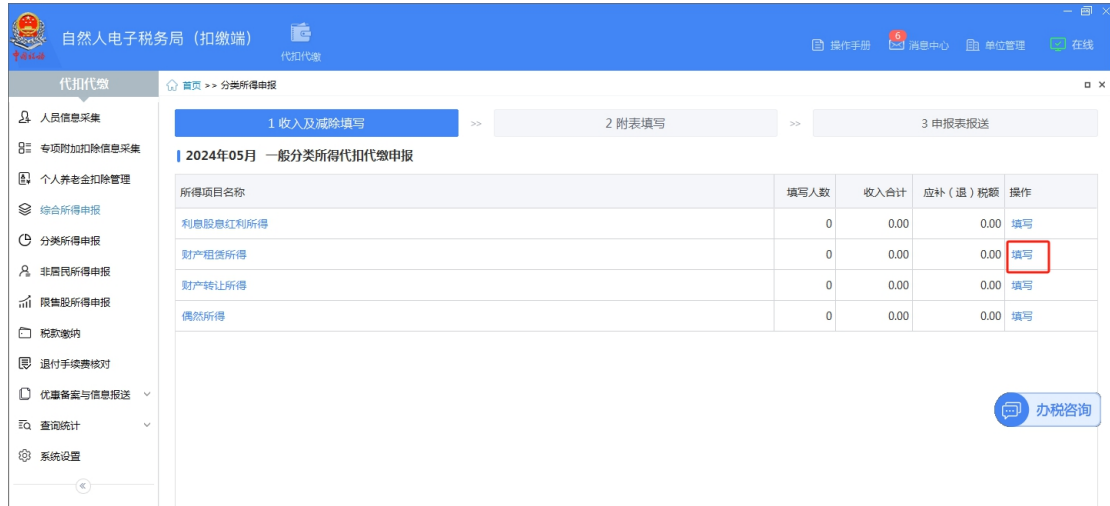 自然人电子税务局（扣缴端）
代扣代缴
操作手册
6
消息中心
单位管理
在线
代扣代缴
首页 >> 分类所得申报
人员信息采集
专项附加扣除信息采集
个人养老金扣除管理
综合所得申报
分类所得申报
非居民所得申报
限售股所得申报
税款缴纳
退付手续费核对
优惠备案与信息报送
查询统计
系统设置
1 收入及减除填写 >> 2 附表填写 >> 3 申报表报送
2024年05月 一般分类所得代扣代缴申报
所得项目名称 填写人数 收入合计 应补（退）税额 操作
利息股息红利所得 0 0.00 0.00 填写
财产租赁所得 0 0.00 0.00 填写
财产转让所得 0 0.00 0.00 填写
偶然所得 0 0.00 0.00 填写
办税咨询